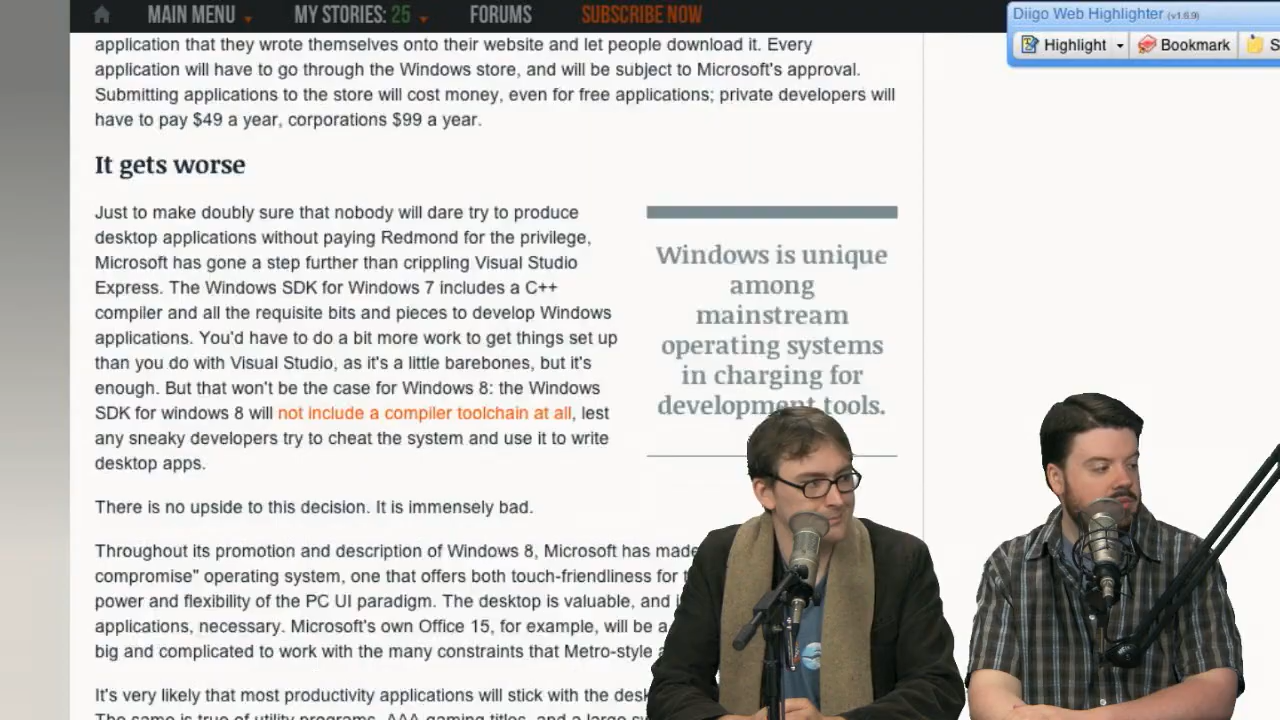 MAIN MENU MY STORIES: 25 FORUMS SUBSCRIBE NOW
Diigo Web Highlighter (v1.6.9)
Highlight Bookmark
application that they wrote themselves onto their website and let people download it. Every
application will have to go through the Windows store, and will be subject to Microsoft's approval.
Submitting applications to the store will cost money, even for free applications; private developers will
have to pay $49 a year, corporations $99 a year.
It gets worse
Just to make doubly sure that nobody will dare try to produce
desktop applications without paying Redmond for the privilege,
Microsoft has gone a step further than crippling Visual Studio
Express. The Windows SDK for Windows 7 includes a C++
compiler and all the requisite bits and pieces to develop Windows
applications. You'd have to do a bit more work to get things set up
than you do with Visual Studio, as it's a little barebones, but it's
enough. But that won't be the case for Windows 8: the Windows
SDK for windows 8 will not include a compiler toolchain at all, lest
any sneaky developers try to cheat the system and use it to write
desktop apps.
Windows is unique
among
mainstream
operating systems
in charging for
development tools.
There is no upside to this decision. It is immensely bad.
Throughout its promotion and description of Windows 8, Microsoft has made
compromise" operating system, one that offers both touch-friendliness for
power and flexibility of the PC UI paradigm. The desktop is valuable, and
applications, necessary. Microsoft's own Office 15, for example, will be a
big and complicated to work with the many constraints that Metro-style
It's very likely that most productivity applications will stick with the
The same is true of utility programs, AAA gaming titles, and a large